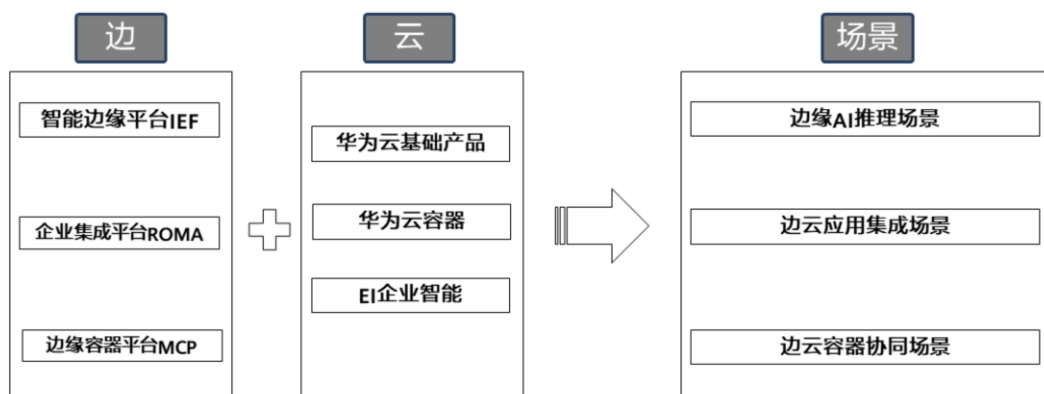 边
云
场景
智能边缘平台IEF
企业集成平台ROMA
边缘容器平台MCP
华为云基础产品
华为云容器
EI企业智能
边缘AI推理场景
边云应用集成场景
边云容器协同场景